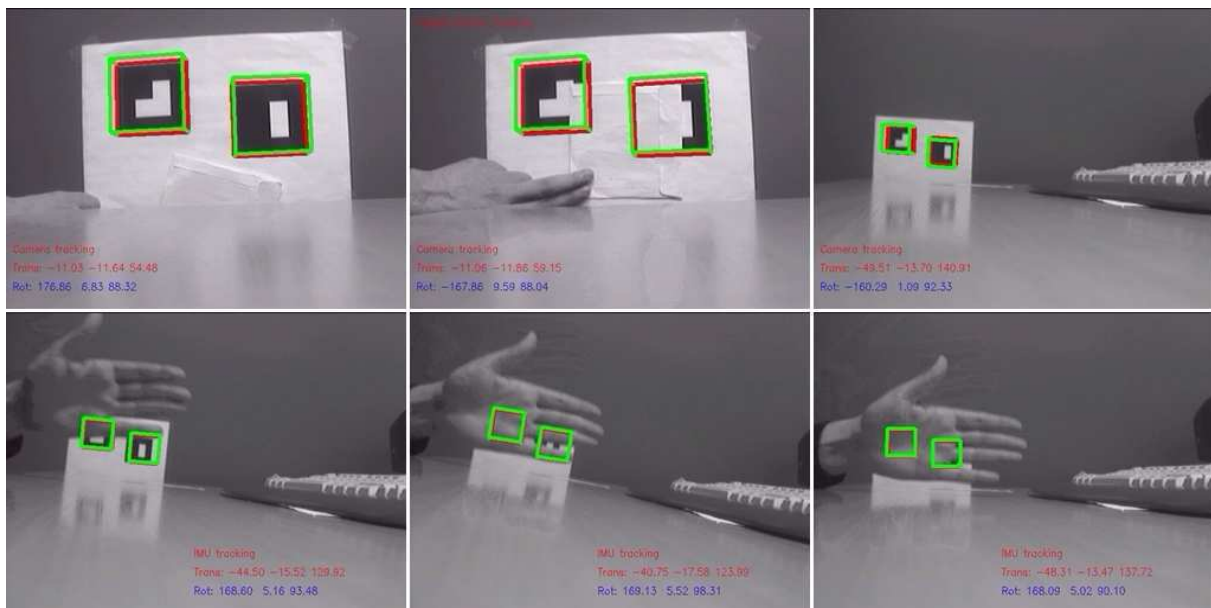 Camera tracking
Trans: -11.03 -11.64 54.48
Rot: 176.86 6.83 88.32
Camera tracking
Trans: -11.06 -11.86 59.15
Rot: -167.86 9.59 88.04
Camera tracking
Trans: -49.51 -13.70 140.91
Rot: -160.29 1.09 92.33
IMU tracking
Trans: -44.50 -15.52 129.92
Rot: 168.60 5.16 93.48
IMU tracking
Trans: -40.75 -17.58 123.99
Rot: 169.13 5.52 98.31
IMU tracking
Trans: -48.31 -13.47 137.72
Rot: 168.09 5.02 90.10